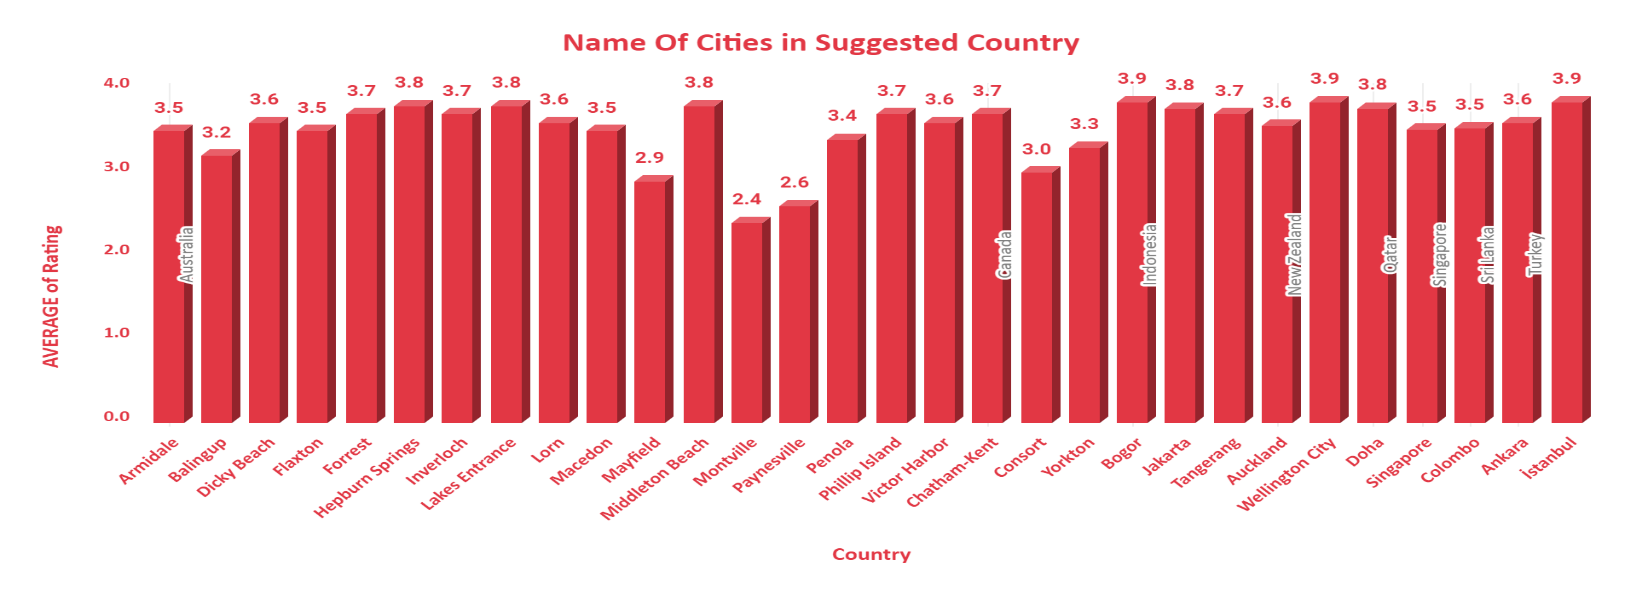 Name Of Cities in Suggested Country
4.0
3.0
2.0
1.0
0.0
AVERAGE of Rating
3.5
3.2
3.6
3.5
3.7
3.8
3.7
3.8
3.6
3.5
2.9
3.8
2.4
2.6
3.4
3.7
3.6
3.7
3.0
3.3
3.9
3.8
3.7
3.6
3.9
3.8
3.5
3.5
3.6
3.9
Australia
Canada
Indonesia
New Zealand
Qatar
Singapore
Sri Lanka
Turkey
Armidale
Balingup
Dicky Beach
Flaxton
Forrest
Hepburn Springs
Inverloch
Lakes Entrance
Lorn
Macedon
Mayfield
Middleton Beach
Montville
Paynesville
Penola
Phillip Island
Victor Harbor
Chatham-Kent
Consort
Yorkton
Bogor
Jakarta
Tangerang
Auckland
Wellington City
Doha
Singapore
Colombo
Ankara
İstanbul
Country